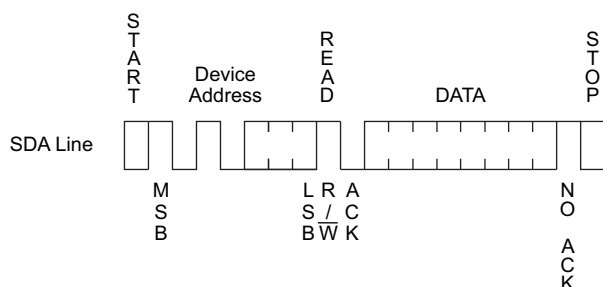 START
READ
STOP
Device
Address
DATA
SDA Line
MSB
LSB
R/W
ACK
NO ACK